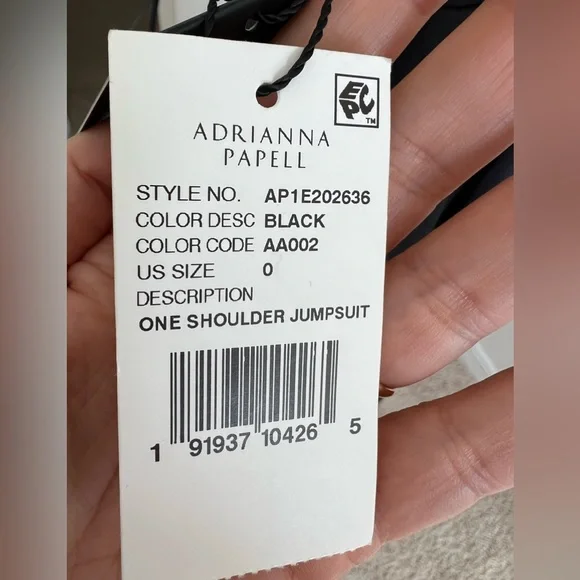 EPC
TM
ADRIANNA
PAPELL
STYLE NO. AP1E202636
COLOR DESC BLACK
COLOR CODE AA002
US SIZE 0
DESCRIPTION
ONE SHOULDER JUMPSUIT
1 91937 10426 5